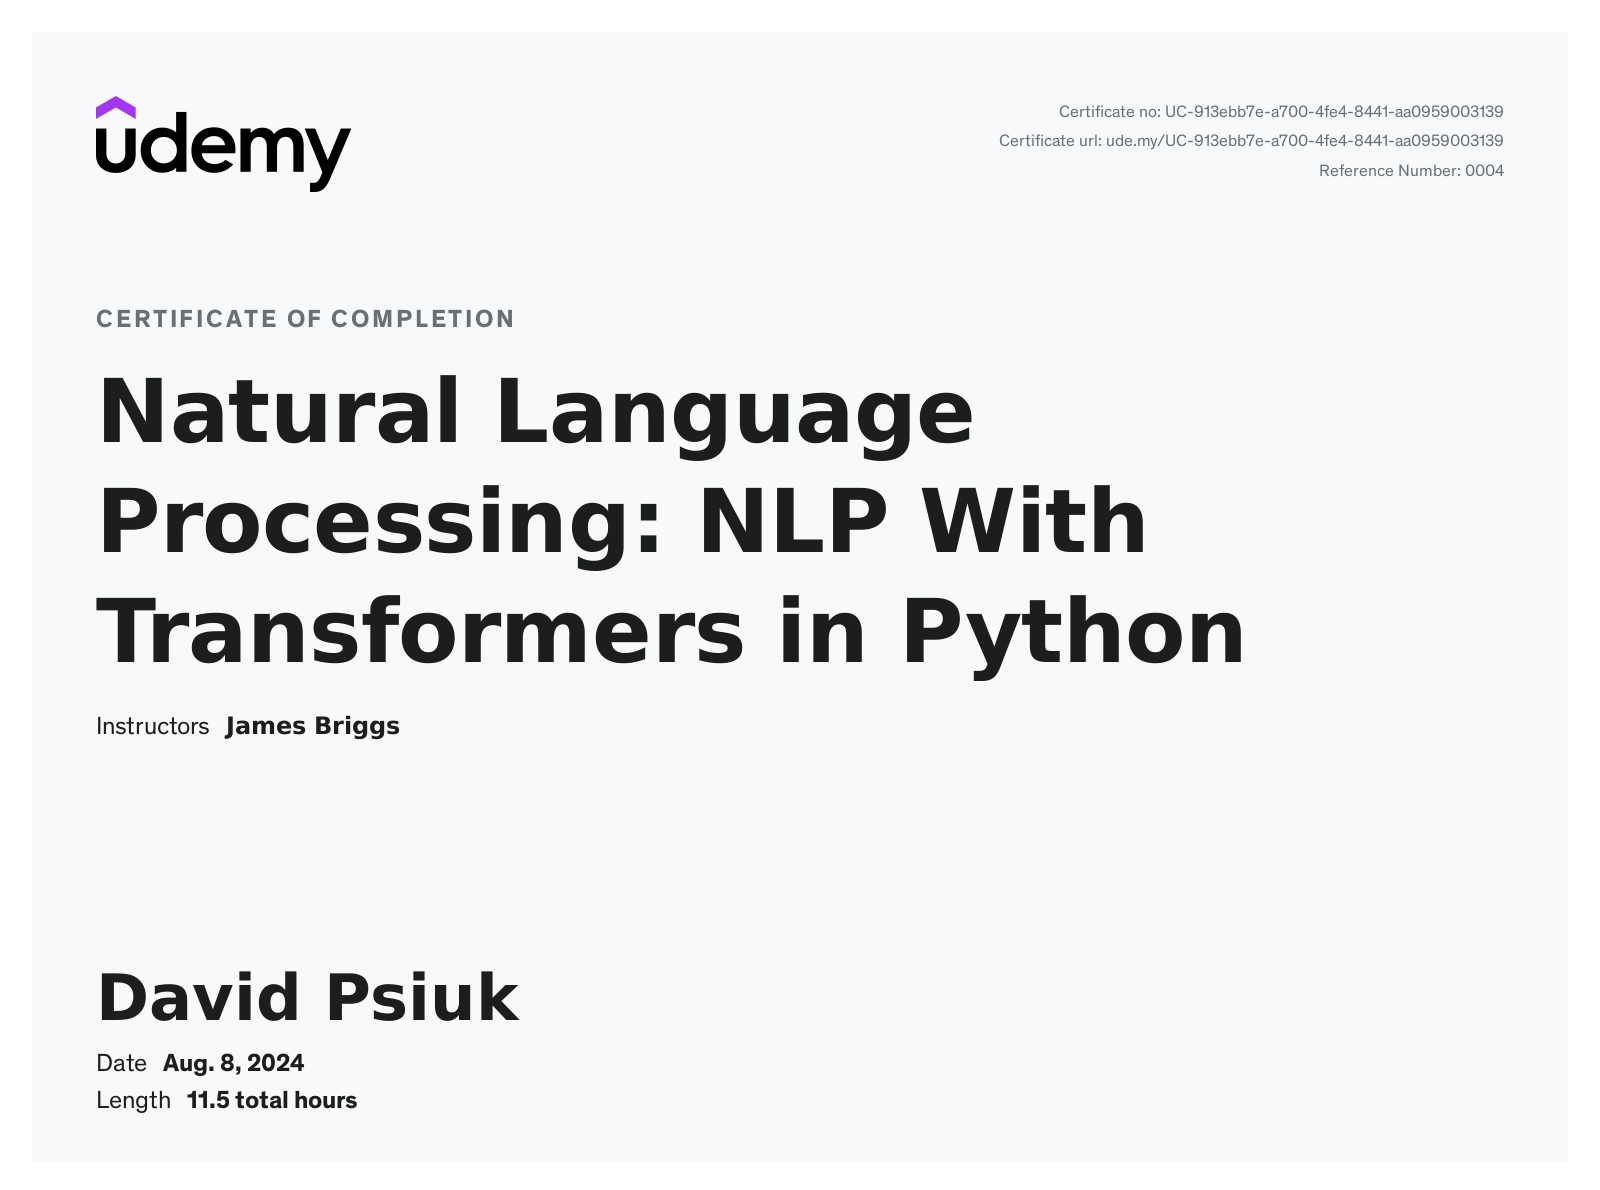 udemy
Certificate no: UC-913ebb7e-a700-4fe4-8441-aa0959003139
Certificate url: ude.my/UC-913ebb7e-a700-4fe4-8441-aa0959003139
Reference Number: 0004
CERTIFICATE OF COMPLETION
Natural Language
Processing: NLP With
Transformers in Python
Instructors James Briggs
David Psiuk
Date Aug. 8, 2024
Length 11.5 total hours